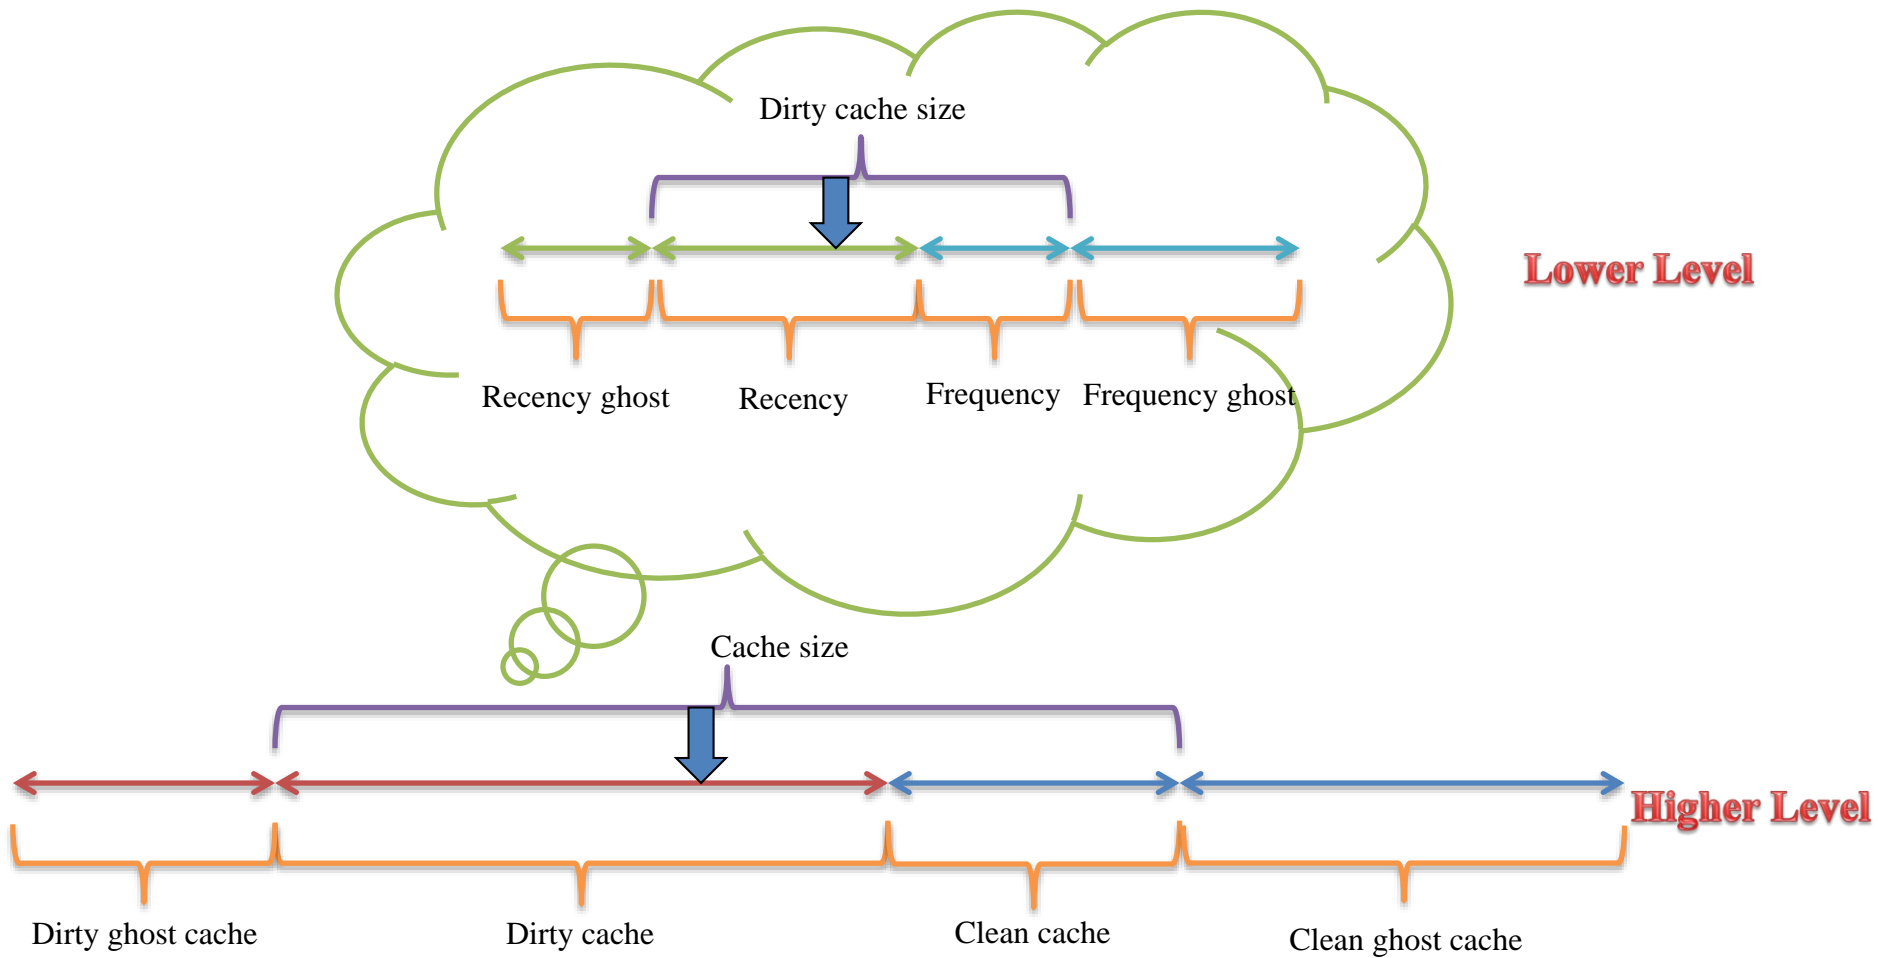 Dirty cache size
Lower Level
Recency ghost
Recency
Frequency
Frequency ghost
Cache size
Higher Level
Dirty ghost cache
Dirty cache
Clean cache
Clean ghost cache